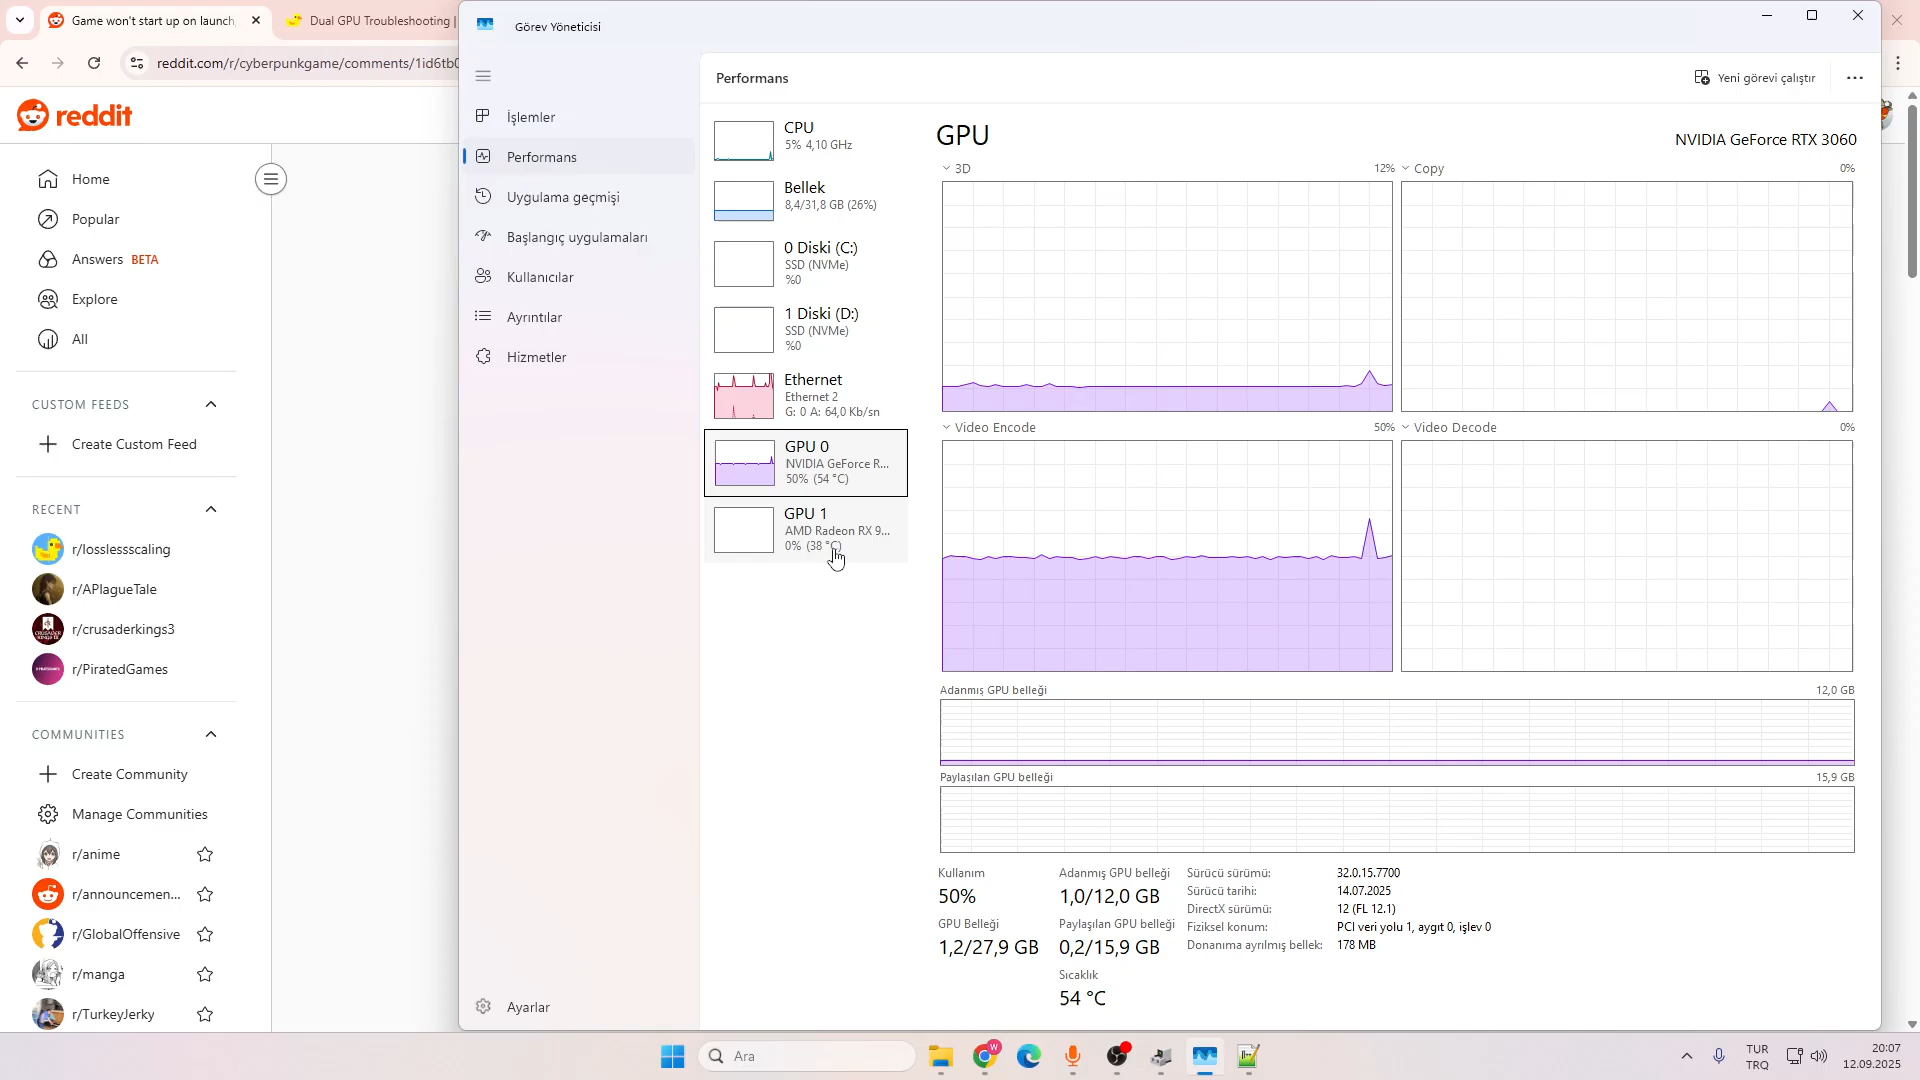 Game won't start up on launch
Dual GPU Troubleshooting |
reddit.com/r/cyberpunkgame/comments/1id6tb0
reddit
Home
Popular
Answers BETA
Explore
All
CUSTOM FEEDS
Create Custom Feed
RECENT
r/losslessscaling
r/APlagueTale
r/crusaderkings3
r/PiratedGames
COMMUNITIES
Create Community
Manage Communities
r/anime
r/announcemen...
r/GlobalOffensive
r/manga
r/TurkeyJerky
Görev Yöneticisi
İşlemler
Performans
Uygulama geçmişi
Başlangıç uygulamaları
Kullanıcılar
Ayrıntılar
Hizmetler
Ayarlar
Performans
Yeni görevi çalıştır
CPU
5% 4,10 GHz
Bellek
8,4/31,8 GB (26%)
0 Diski (C:)
SSD (NVMe)
%0
1 Diski (D:)
SSD (NVMe)
%0
Ethernet
Ethernet 2
G: 0 A: 64,0 Kb/sn
GPU 0
NVIDIA GeForce R...
50% (54 °C)
GPU 1
AMD Radeon RX 9...
0% (38 °C)
GPU
NVIDIA GeForce RTX 3060
3D 12%
Copy 0%
Video Encode 50%
Video Decode 0%
Adanmış GPU belleği 12,0 GB
Paylaşılan GPU belleği 15,9 GB
Kullanım
50%
GPU Belleği
1,2/27,9 GB
Adanmış GPU belleği
1,0/12,0 GB
Paylaşılan GPU belleği
0,2/15,9 GB
Sıcaklık
54 °C
Sürücü sürümü: 32.0.15.7700
Sürücü tarihi: 14.07.2025
DirectX sürümü: 12 (FL 12.1)
Fiziksel konum: PCI veri yolu 1, aygıt 0, işlev 0
Donanıma ayrılmış bellek: 178 MB
Ara
W
TUR
TRQ
20:07
12.09.2025